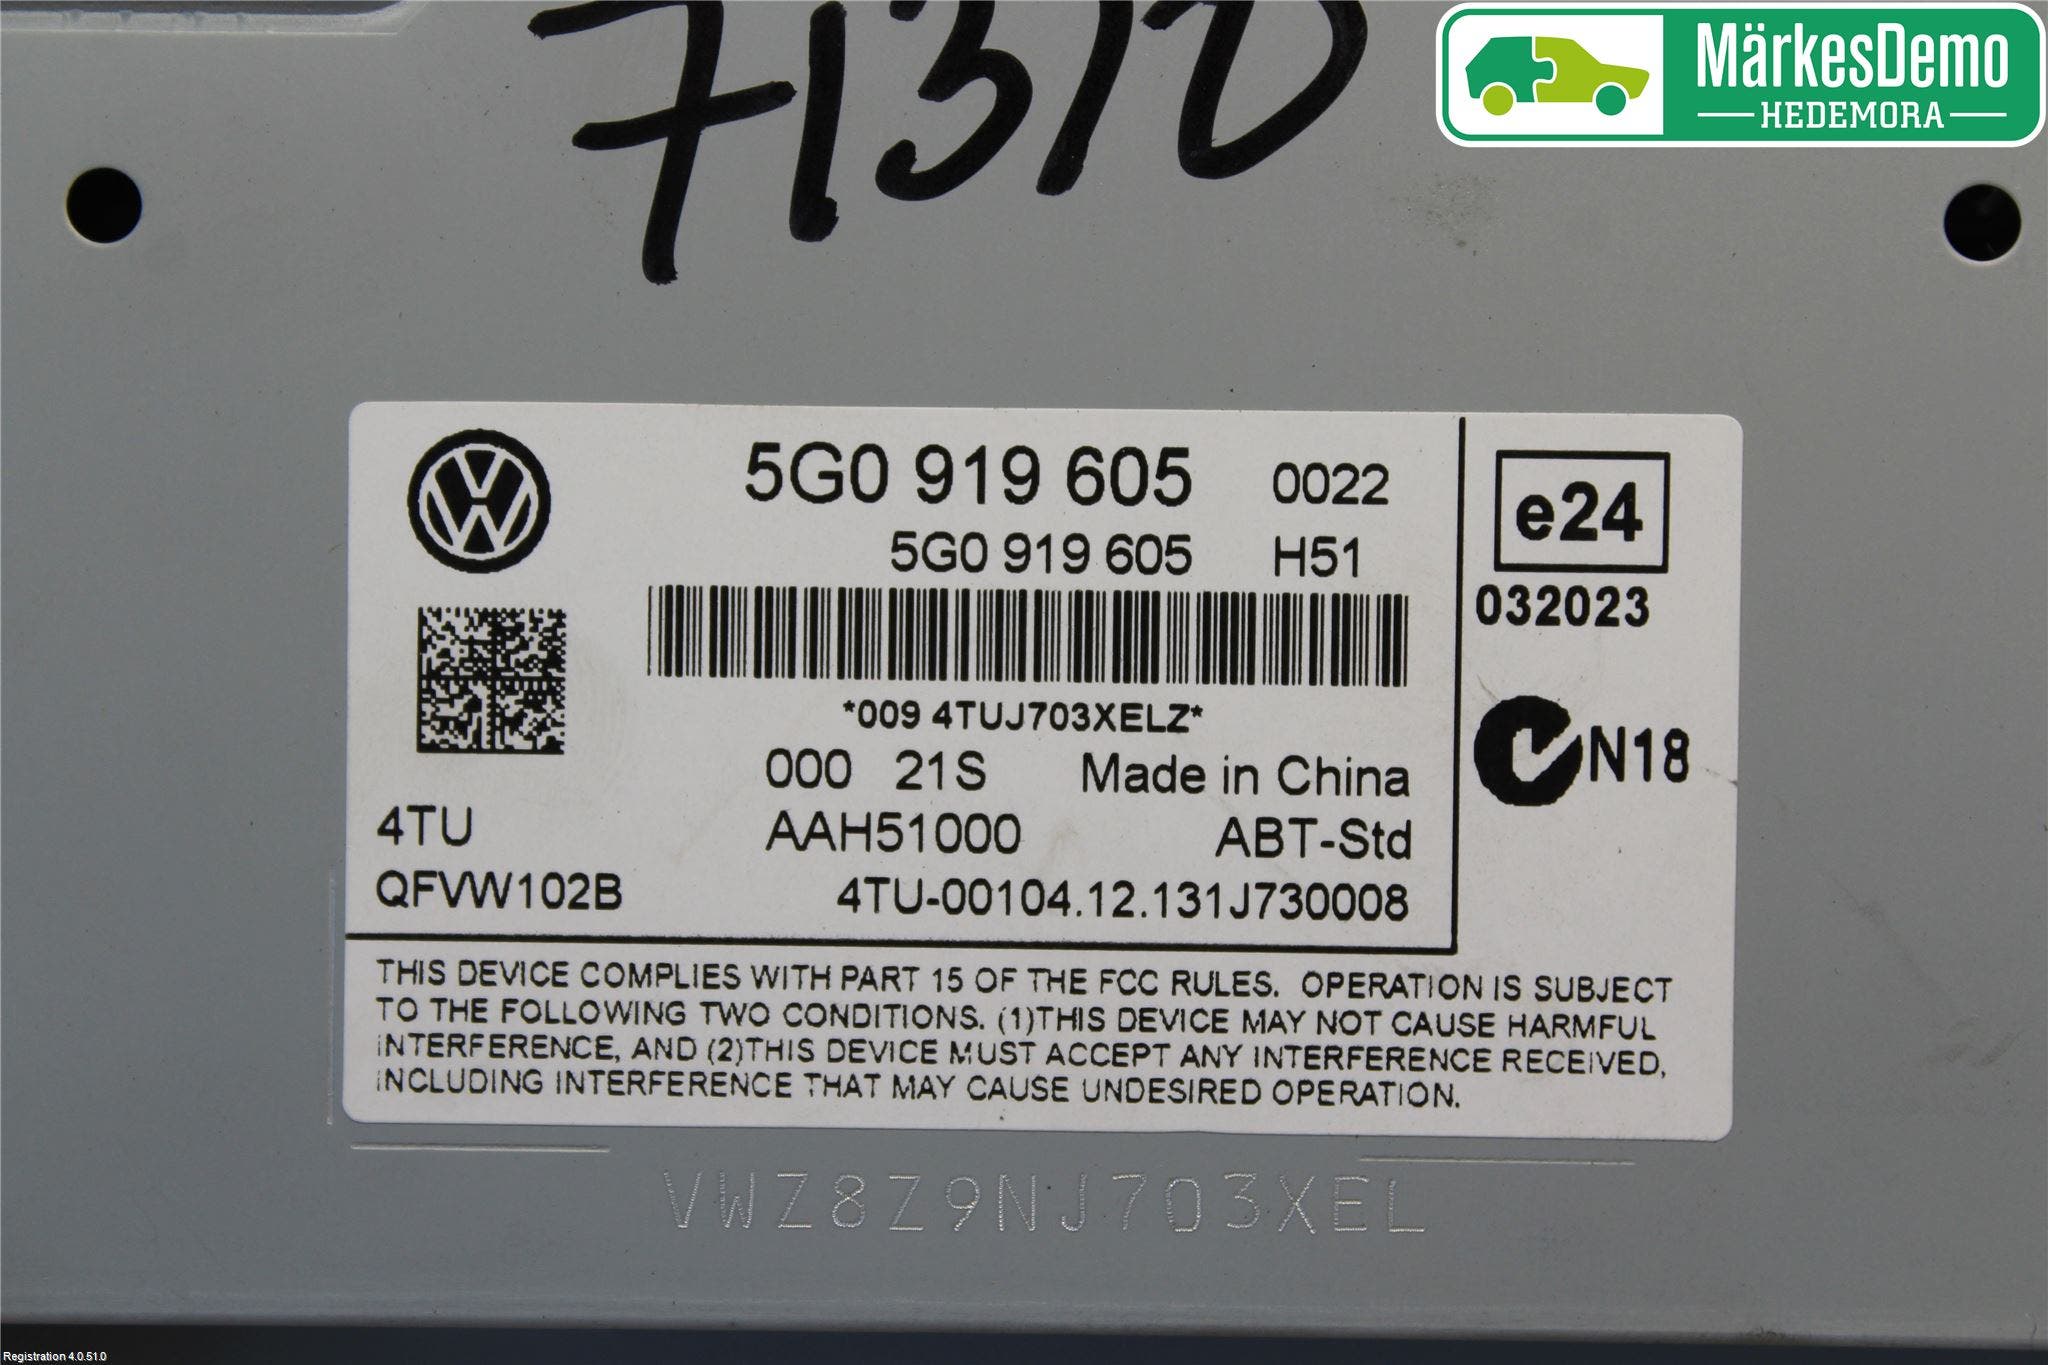 71310
MärkesDemo
HEDEMORA
5G0 919 605 0022
5G0 919 605 H51
e24
032023
*009 4TUJ703XELZ*
000 21S Made in China
N18
4TU AAH51000 ABT-Std
QFVW102B 4TU-00104.12.131J730008
THIS DEVICE COMPLIES WITH PART 15 OF THE FCC RULES. OPERATION IS SUBJECT
TO THE FOLLOWING TWO CONDITIONS. (1)THIS DEVICE MAY NOT CAUSE HARMFUL
INTERFERENCE, AND (2)THIS DEVICE MUST ACCEPT ANY INTERFERENCE RECEIVED,
INCLUDING INTERFERENCE THAT MAY CAUSE UNDESIRED OPERATION.
VWZ8Z9NJ703XEL
Registration 4.0.51.0